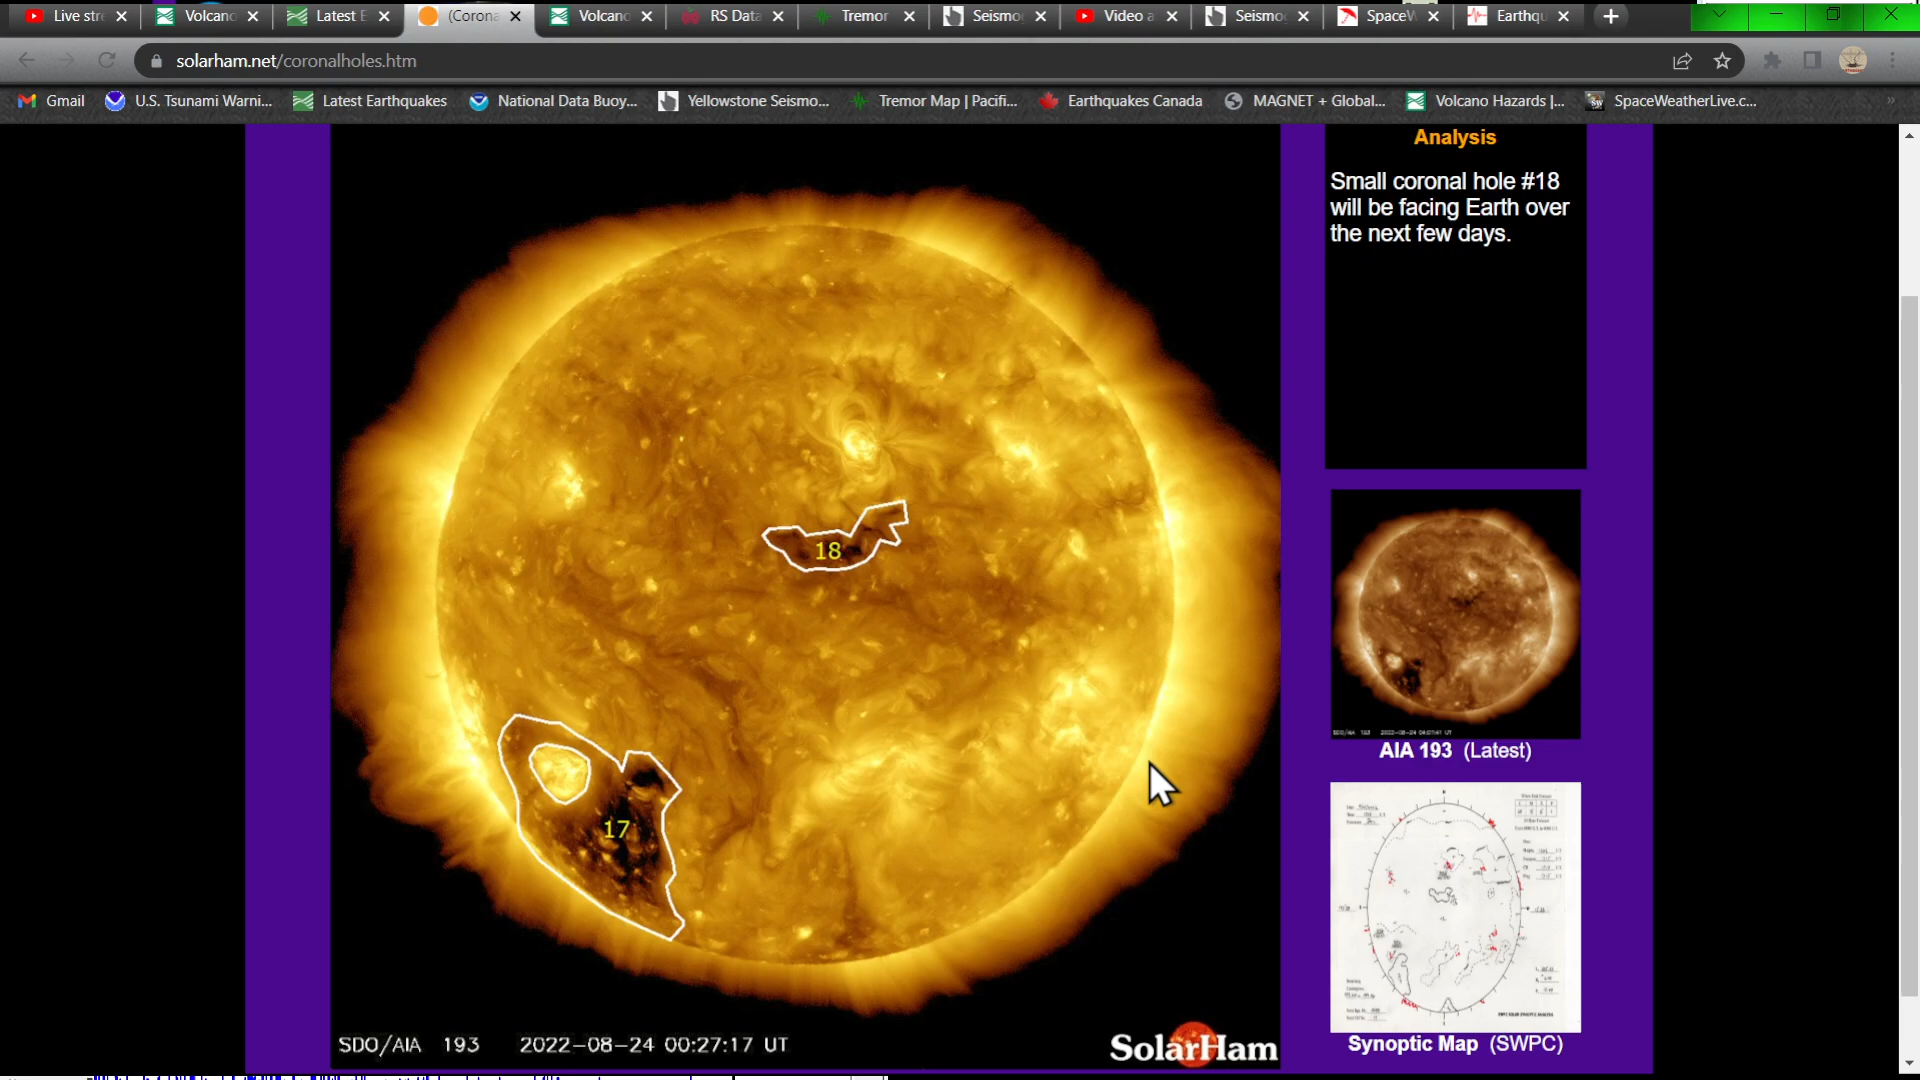 Live stre
Volcano
Latest E
(Corona
Volcano
RS Data
Tremor
Seismo
Video a
Seismo
SpaceW
Earthqu
solarham.net/coronalholes.htm
Gmail
U.S. Tsunami Warni...
Latest Earthquakes
National Data Buoy...
Yellowstone Seismo...
Tremor Map | Pacifi...
Earthquakes Canada
MAGNET + Global...
Volcano Hazards |...
SpaceWeatherLive.c...
Analysis
Small coronal hole #18
will be facing Earth over
the next few days.
18
17
SDO/AIA 193 2022-08-24 00:27:17 UT
SolarHam
AIA 193 (Latest)
Synoptic Map (SWPC)